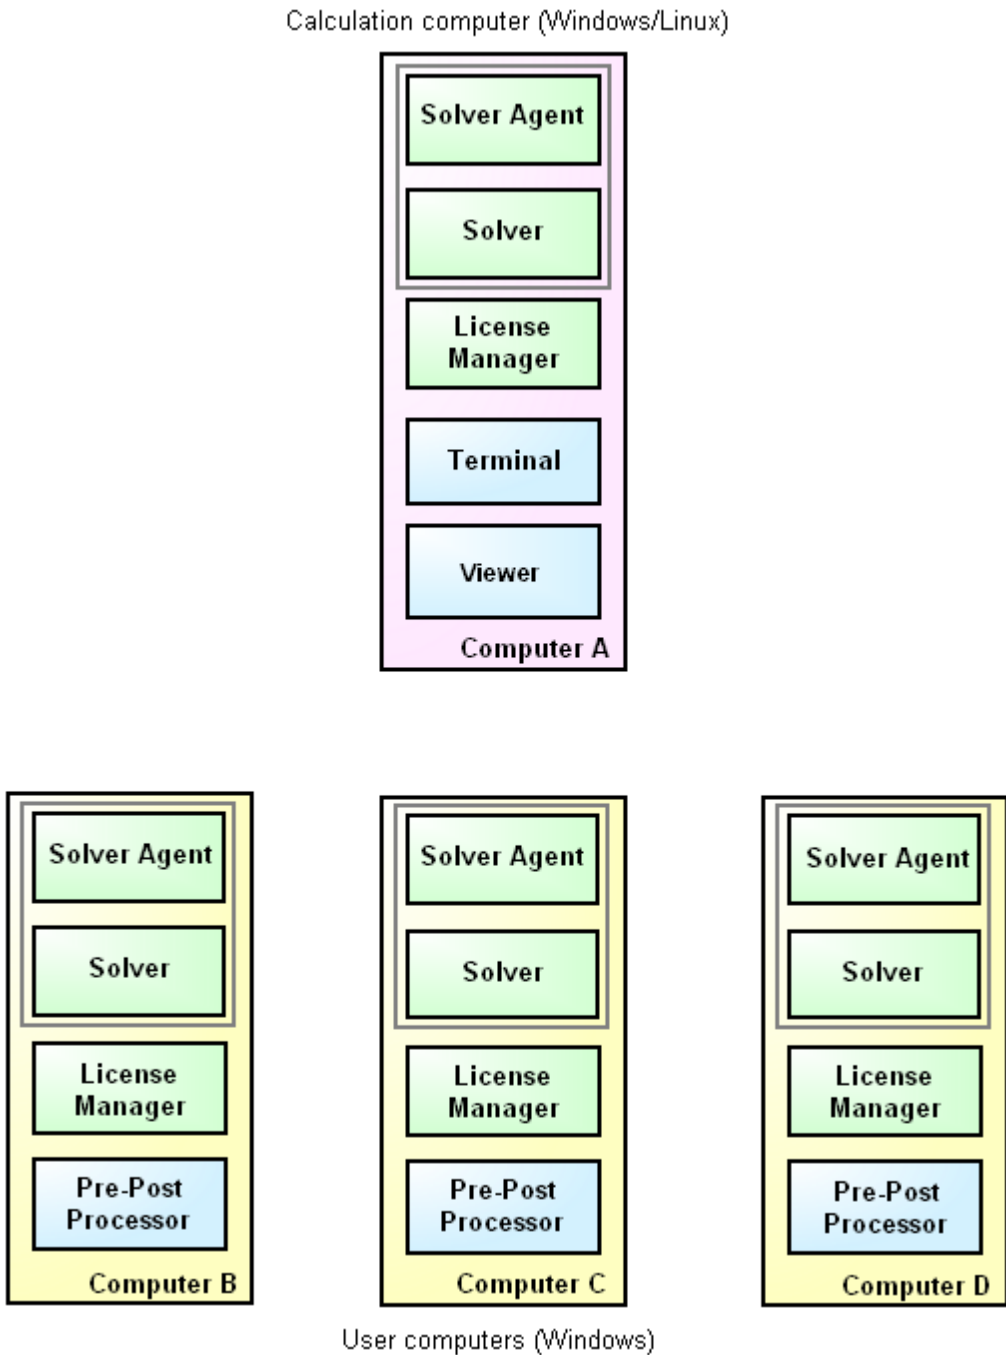 Calculation computer (Windows/Linux)
Solver Agent
Solver
License
Manager
Terminal
Viewer
Computer A
Solver Agent
Solver
License
Manager
Pre-Post
Processor
Computer B
Solver Agent
Solver
License
Manager
Pre-Post
Processor
Computer C
Solver Agent
Solver
License
Manager
Pre-Post
Processor
Computer D
User computers (Windows)